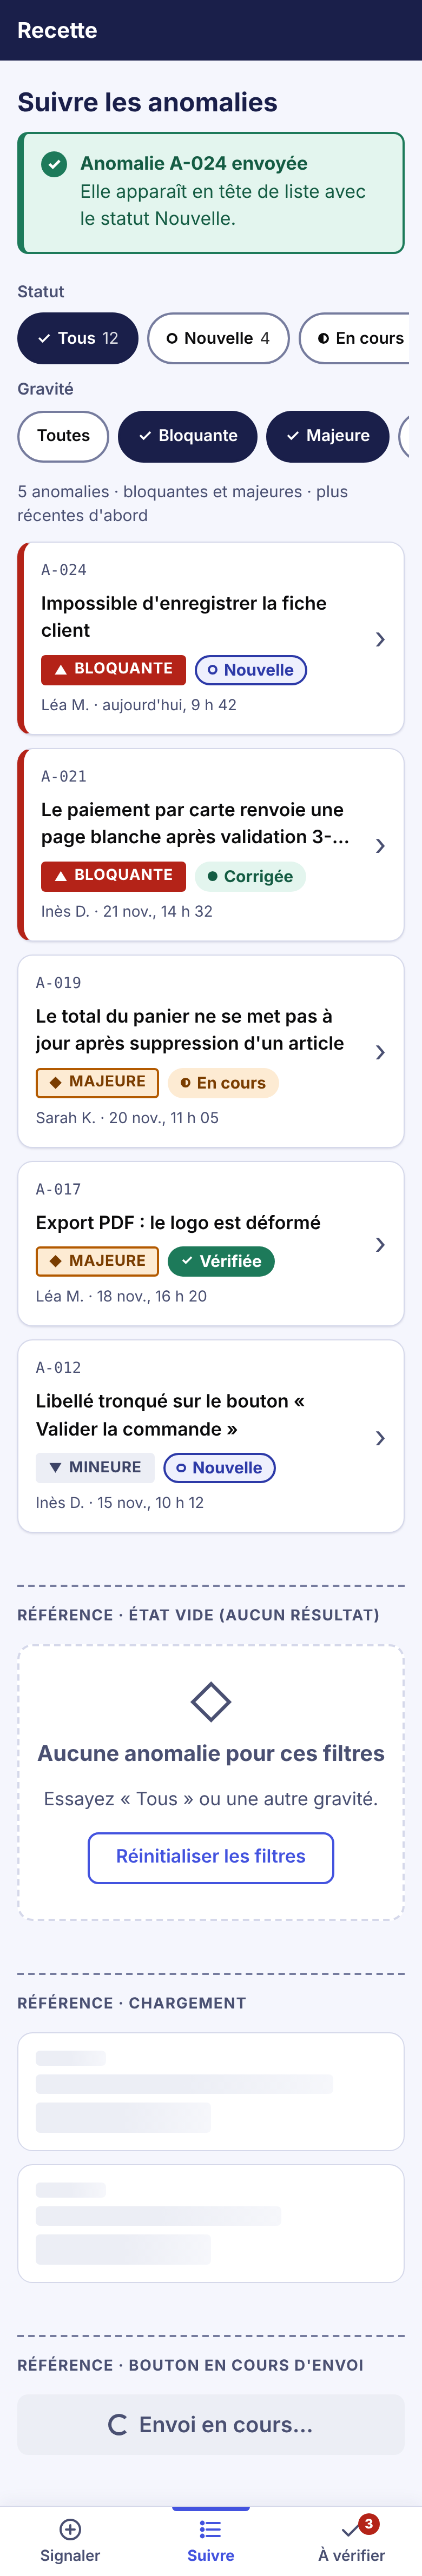 Recette
Suivre les anomalies
Anomalie A-024 envoyée
Elle apparaît en tête de liste avec
le statut Nouvelle.
Statut
Tous 12 Nouvelle 4 En cours
Gravité
Toutes Bloquante Majeure
5 anomalies · bloquantes et majeures · plus
récentes d'abord
A-024
Impossible d'enregistrer la fiche
client
BLOQUANTE Nouvelle
Léa M. · aujourd'hui, 9 h 42
A-021
Le paiement par carte renvoie une
page blanche après validation 3-…
BLOQUANTE Corrigée
Inès D. · 21 nov., 14 h 32
A-019
Le total du panier ne se met pas à
jour après suppression d'un article
MAJEURE En cours
Sarah K. · 20 nov., 11 h 05
A-017
Export PDF : le logo est déformé
MAJEURE Vérifiée
Léa M. · 18 nov., 16 h 20
A-012
Libellé tronqué sur le bouton «
Valider la commande »
MINEURE Nouvelle
Inès D. · 15 nov., 10 h 12
RÉFÉRENCE · ÉTAT VIDE (AUCUN RÉSULTAT)
Aucune anomalie pour ces filtres
Essayez « Tous » ou une autre gravité.
Réinitialiser les filtres
RÉFÉRENCE · CHARGEMENT
RÉFÉRENCE · BOUTON EN COURS D'ENVOI
Envoi en cours…
3
Signaler Suivre À vérifier